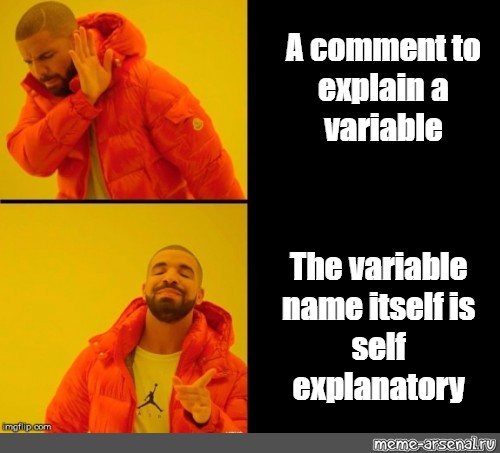 A comment to
explain a
variable
The variable
name itself is
self
explanatory
imgflip.com
meme-arsenal.ru